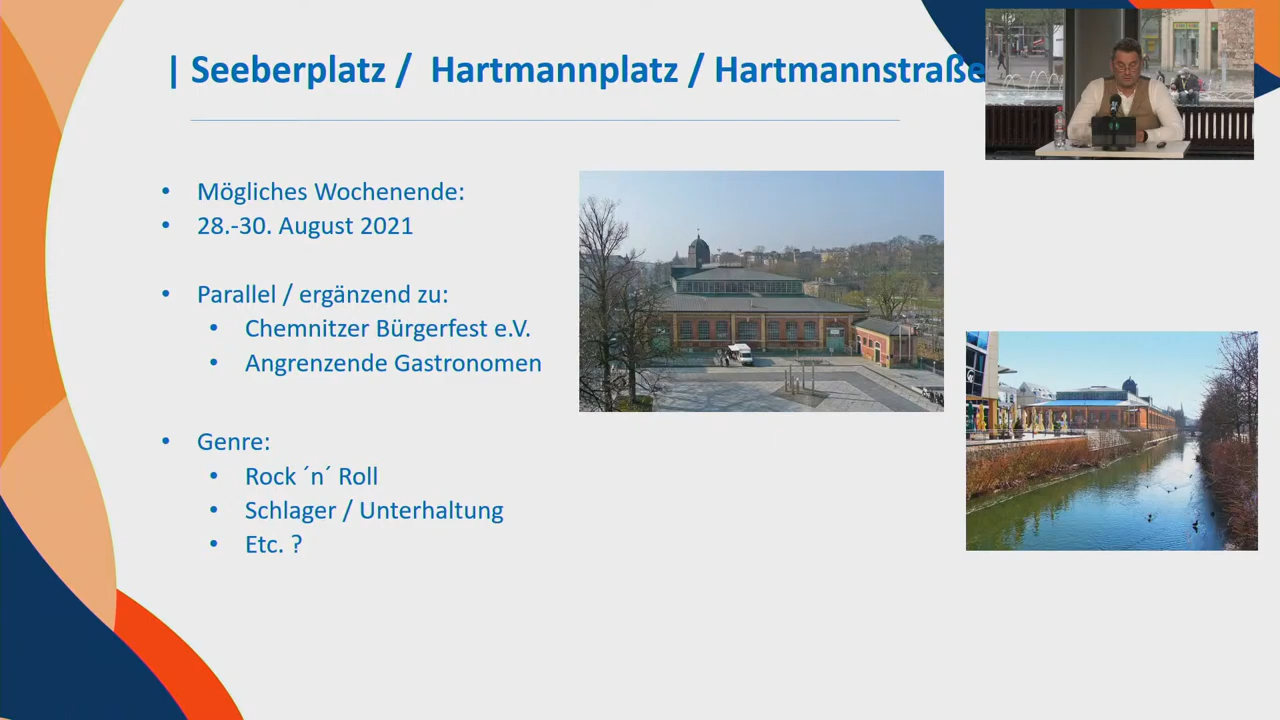 | Seeberplatz / Hartmannplatz / Hartmannstraße
• Mögliches Wochenende:
• 28.-30. August 2021
• Parallel / ergänzend zu:
• Chemnitzer Bürgerfest e.V.
• Angrenzende Gastronomen
• Genre:
• Rock ´n´ Roll
• Schlager / Unterhaltung
• Etc. ?